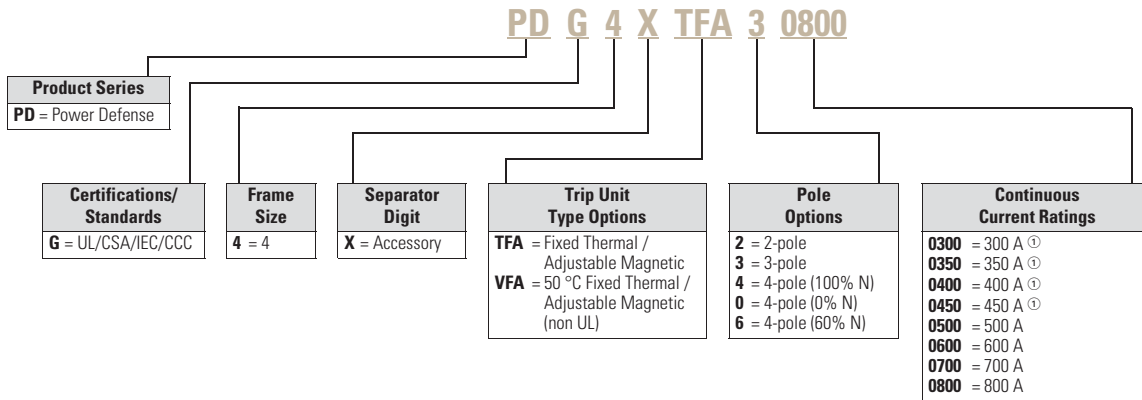 PD G 4 X TFA 3 0800
Product Series
PD = Power Defense
Certifications/
Standards
G = UL/CSA/IEC/CCC
Frame
Size
4 = 4
Separator
Digit
X = Accessory
Trip Unit
Type Options
TFA = Fixed Thermal /
Adjustable Magnetic
VFA = 50 °C Fixed Thermal /
Adjustable Magnetic
(non UL)
Pole
Options
2 = 2-pole
3 = 3-pole
4 = 4-pole (100% N)
0 = 4-pole (0% N)
6 = 4-pole (60% N)
Continuous
Current Ratings
0300 = 300 A ①
0350 = 350 A ①
0400 = 400 A ①
0450 = 450 A ①
0500 = 500 A
0600 = 600 A
0700 = 700 A
0800 = 800 A